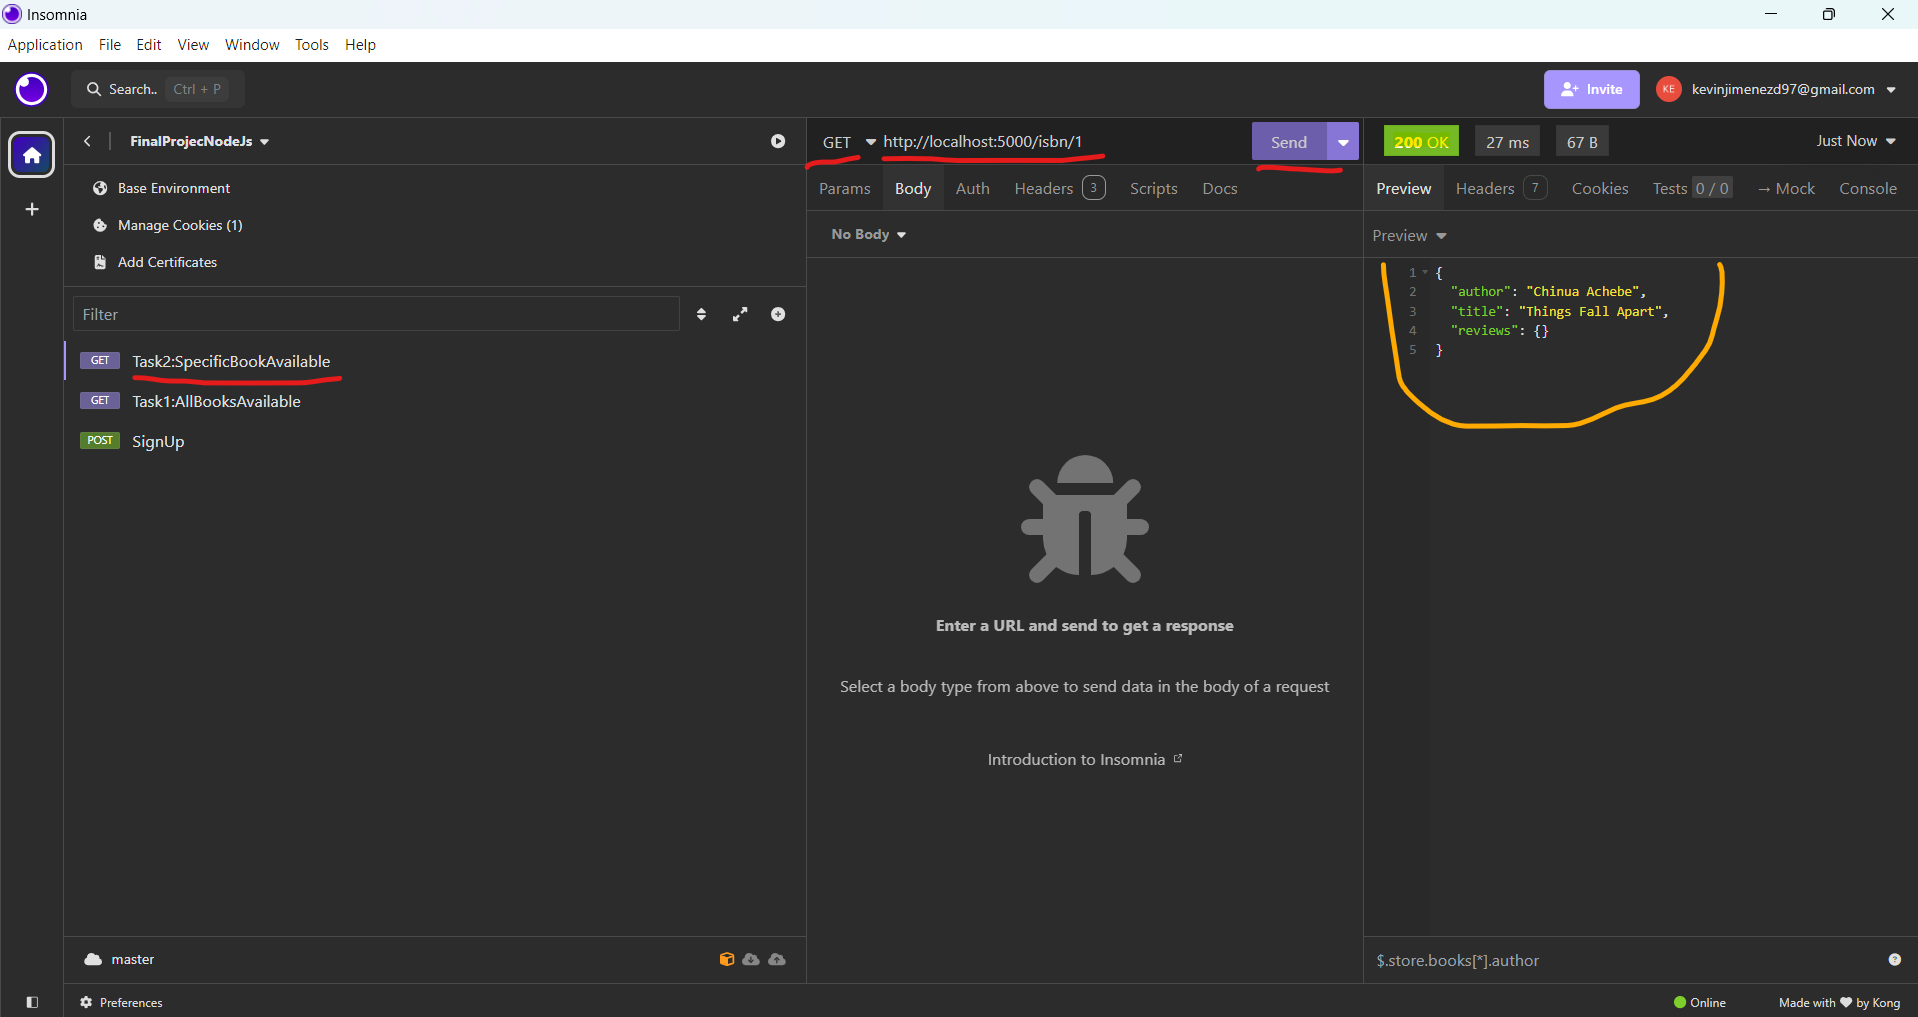 Insomnia
Application File Edit View Window Tools Help
Search.. Ctrl + P
Invite
KE kevinjimenezd97@gmail.com
FinalProjecNodeJs
Base Environment
Manage Cookies (1)
Add Certificates
Filter
GET Task2:SpecificBookAvailable
GET Task1:AllBooksAvailable
POST SignUp
master
Preferences
GET http://localhost:5000/isbn/1 Send
Params Body Auth Headers 3 Scripts Docs
No Body
Enter a URL and send to get a response
Select a body type from above to send data in the body of a request
Introduction to Insomnia
200 OK 27 ms 67 B Just Now
Preview Headers 7 Cookies Tests 0 / 0 → Mock Console
Preview
1 {
2 "author": "Chinua Achebe",
3 "title": "Things Fall Apart",
4 "reviews": {}
5 }
$.store.books[*].author
Online Made with ♥ by Kong